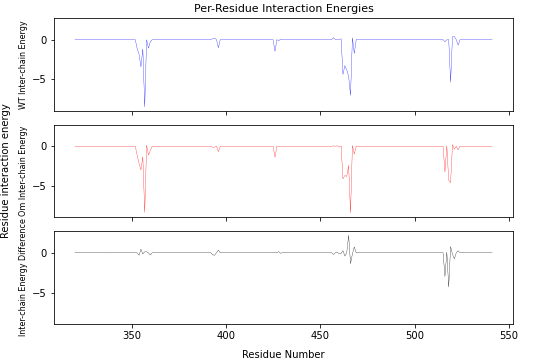 Per-Residue Interaction Energies
Residue interaction energy
WT Inter-chain Energy
0
−5
Om Inter-chain Energy
0
−5
Inter-chain Energy Difference
0
−5
350
400
450
500
550
Residue Number